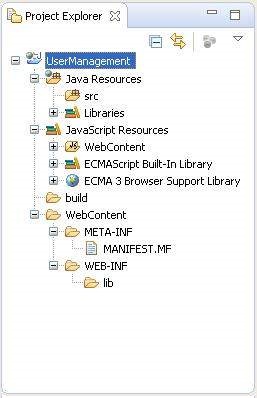 Project Explorer
UserManagement
Java Resources
src
Libraries
JavaScript Resources
WebContent
ECMAScript Built-In Library
ECMA 3 Browser Support Library
build
WebContent
META-INF
MANIFEST.MF
WEB-INF
lib